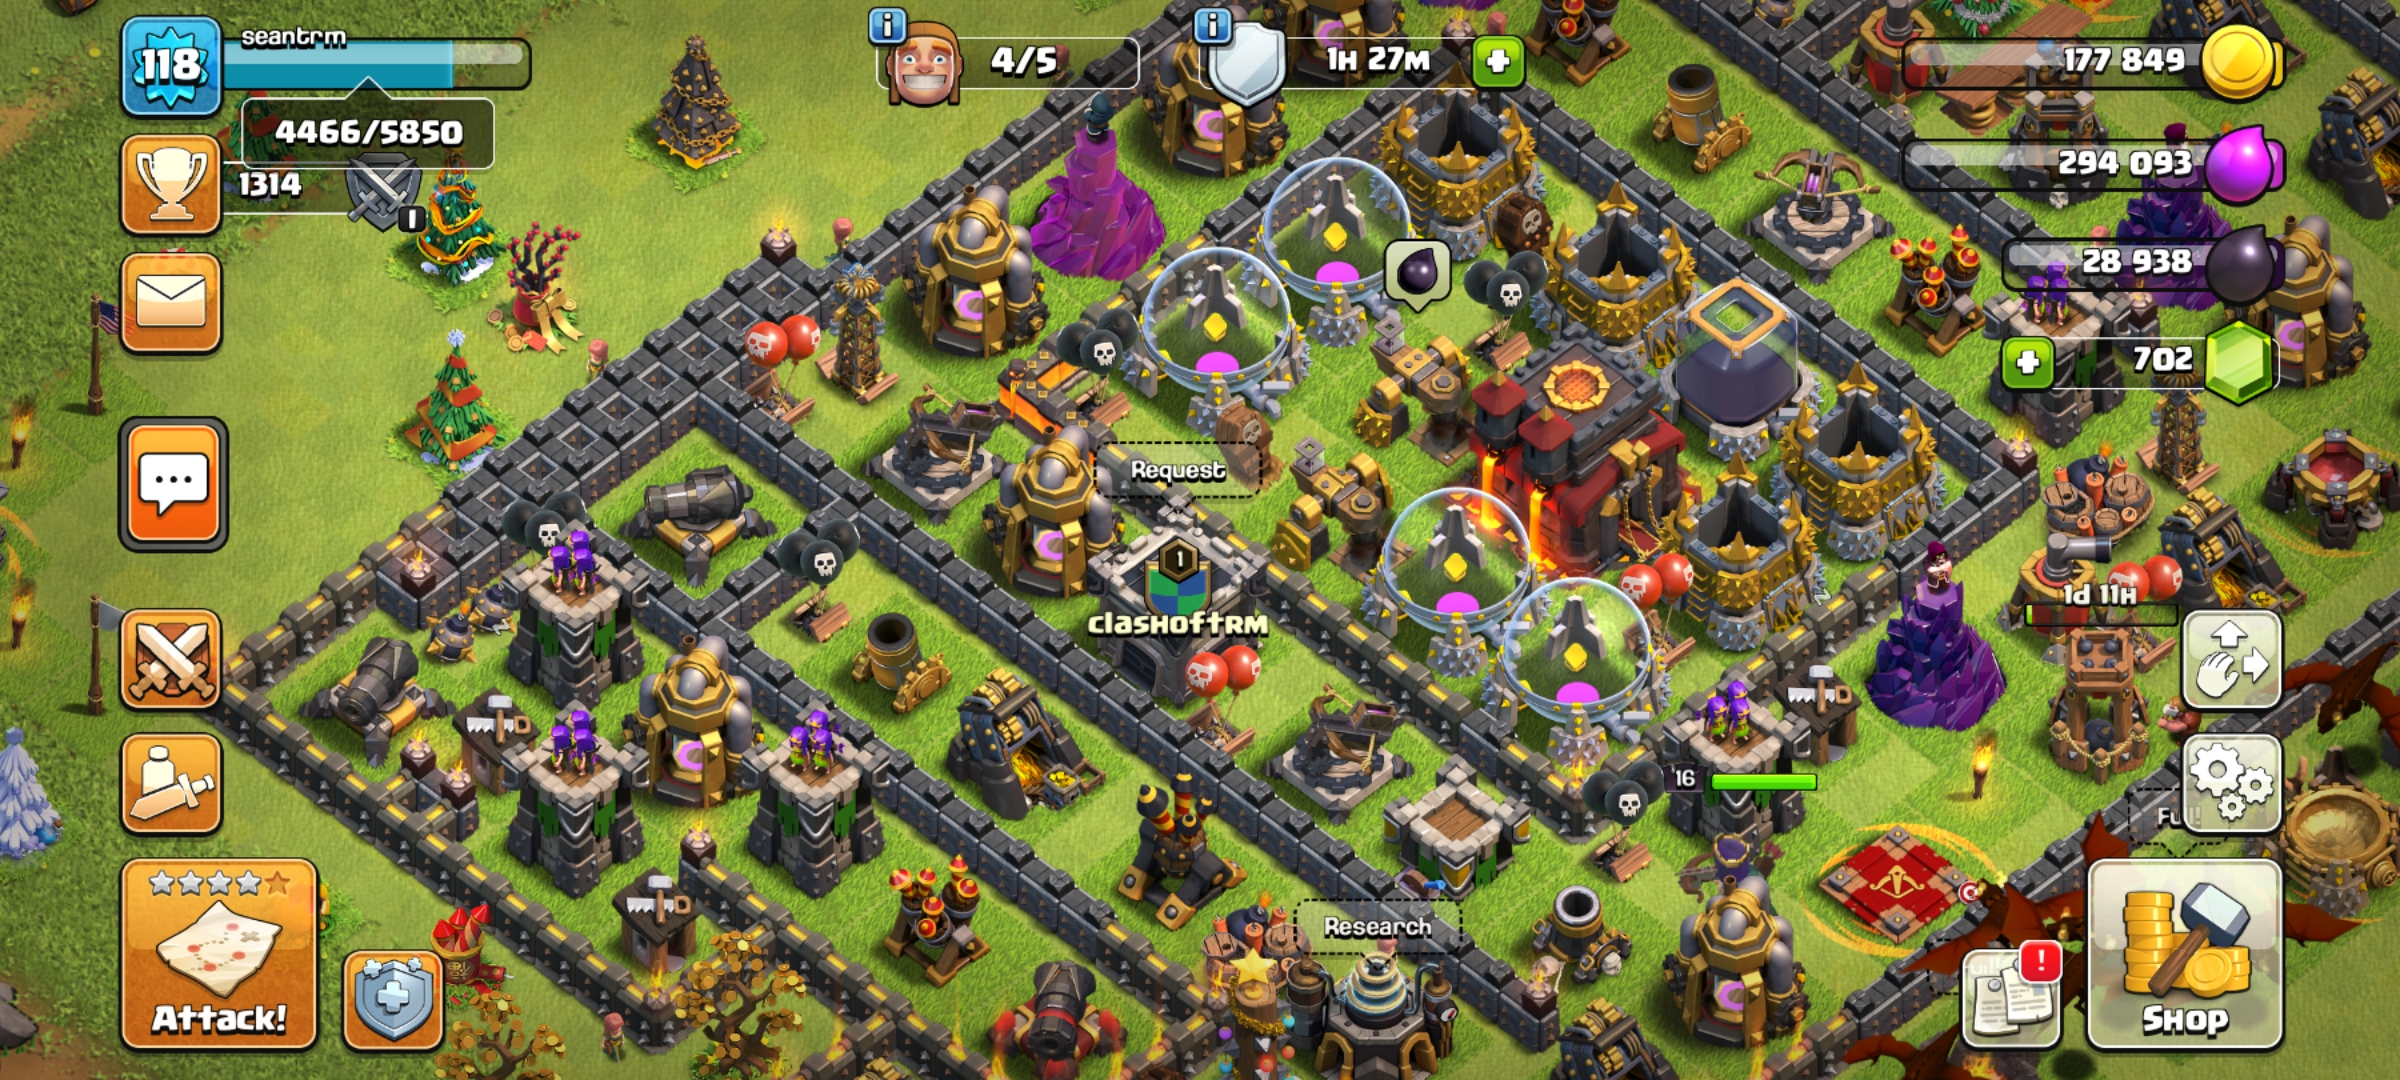 118
seantrm
4466/5850
1314
I
4/5
1H 27M
177 849
294 093
28 938
702
Request
1
clashoftrm
1d 11H
16
Full!
Research
Attack!
!
Shop